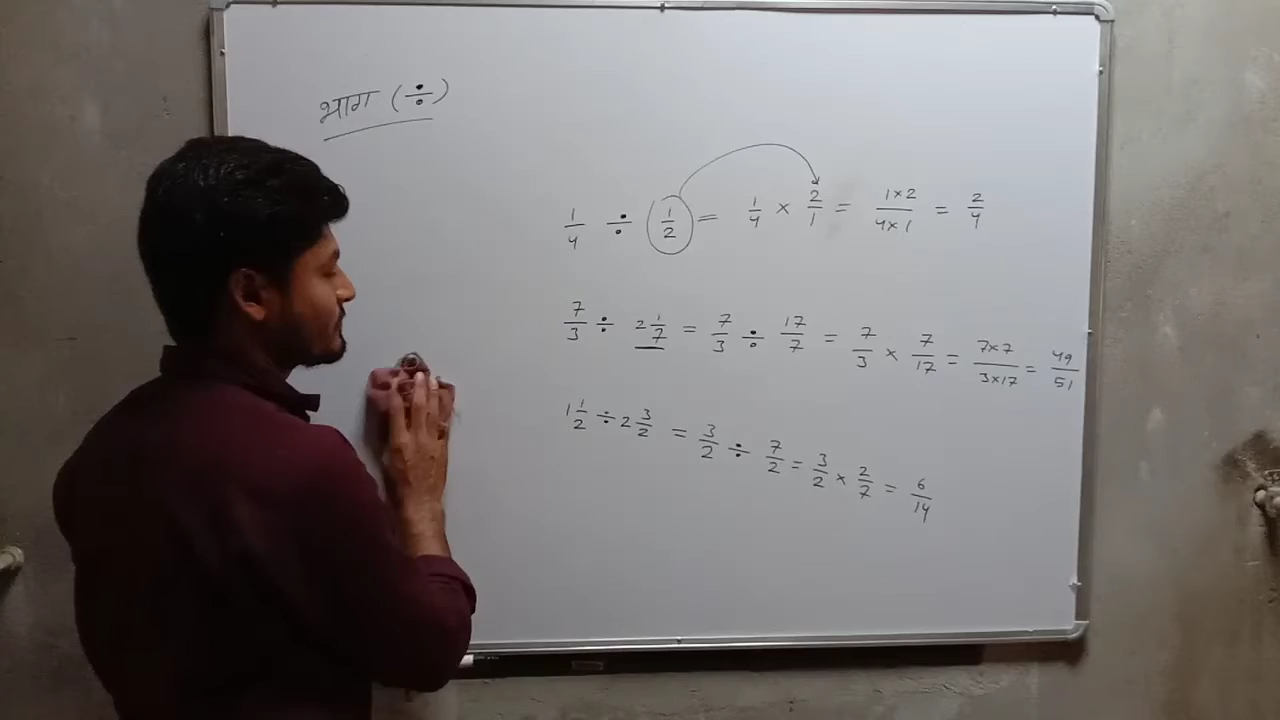 भाग (÷)
1/4 ÷ 1/2 = 1/4 × 2/1 = 1×2/4×1 = 2/4
7/3 ÷ 2 1/7 = 7/3 ÷ 17/7 = 7/3 × 7/17 = 7×7/3×17 = 49/51
1 1/2 ÷ 2 3/2 = 3/2 ÷ 7/2 = 3/2 × 2/7 = 6/14